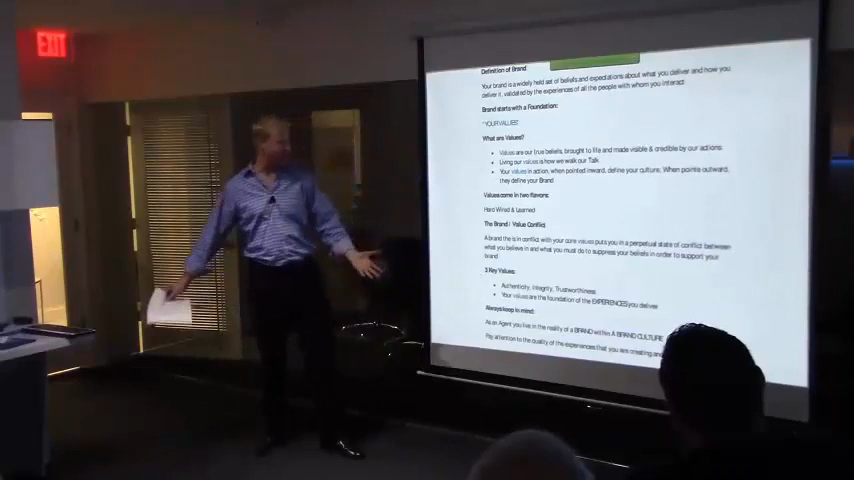 EXIT
Definition of Brand
Your brand is a widely held set of beliefs and expectations about what you deliver and how you
deliver it, validated by the experiences of all the people with whom you interact
Brand starts with a Foundation:
"YOUR VALUES"
What are Values?
• Values are our true beliefs, brought to life and made visible & credible by our actions
• Living our values is how we walk our Talk
• Your values in action, when pointed inward, define your culture. When pointed outward,
they define your Brand
Values come in two flavors:
Hard Wired & Learned
The Brand / Value Conflict
A brand the is in conflict with your core values puts you in a perpetual state of conflict between
what you believe in and what you must do to suppress your beliefs in order to support your
brand
3 Key Values:
• Authenticity, Integrity, Trustworthiness
• Your values are the foundation of the EXPERIENCES you deliver
Always keep in mind:
As an Agent you live in the reality of a BRAND within A BRAND CULTURE
Pay attention to the quality of the experiences that you are creating and